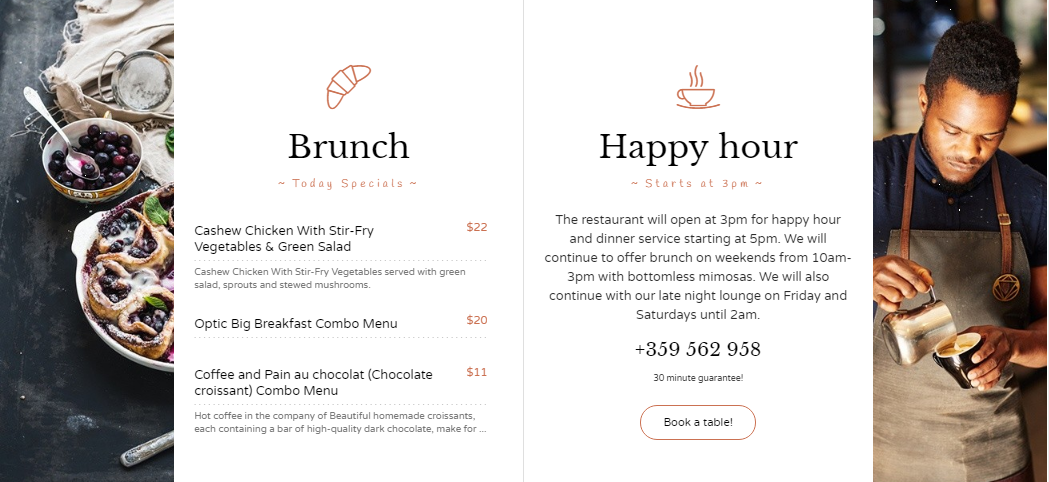 Brunch
~ Today Specials ~
Cashew Chicken With Stir-Fry
Vegetables & Green Salad
$22
Cashew Chicken With Stir-Fry Vegetables served with green
salad, sprouts and stewed mushrooms.
Optic Big Breakfast Combo Menu
$20
Coffee and Pain au chocolat (Chocolate
croissant) Combo Menu
$11
Hot coffee in the company of Beautiful homemade croissants,
each containing a bar of high-quality dark chocolate, make for ...
Happy hour
~ Starts at 3pm ~
The restaurant will open at 3pm for happy hour
and dinner service starting at 5pm. We will
continue to offer brunch on weekends from 10am-
3pm with bottomless mimosas. We will also
continue with our late night lounge on Friday and
Saturdays until 2am.
+359 562 958
30 minute guarantee!
Book a table!